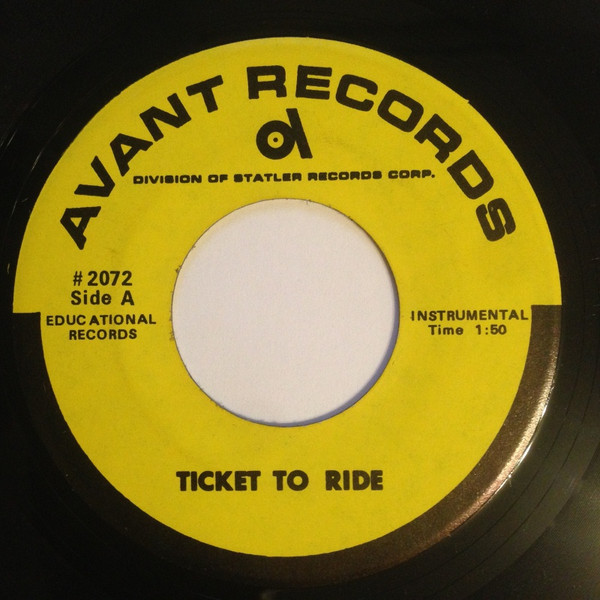 AVANT RECORDS
DIVISION OF STATLER RECORDS CORP.
#2072
Side A
EDUCATIONAL
RECORDS
INSTRUMENTAL
Time 1:50
TICKET TO RIDE